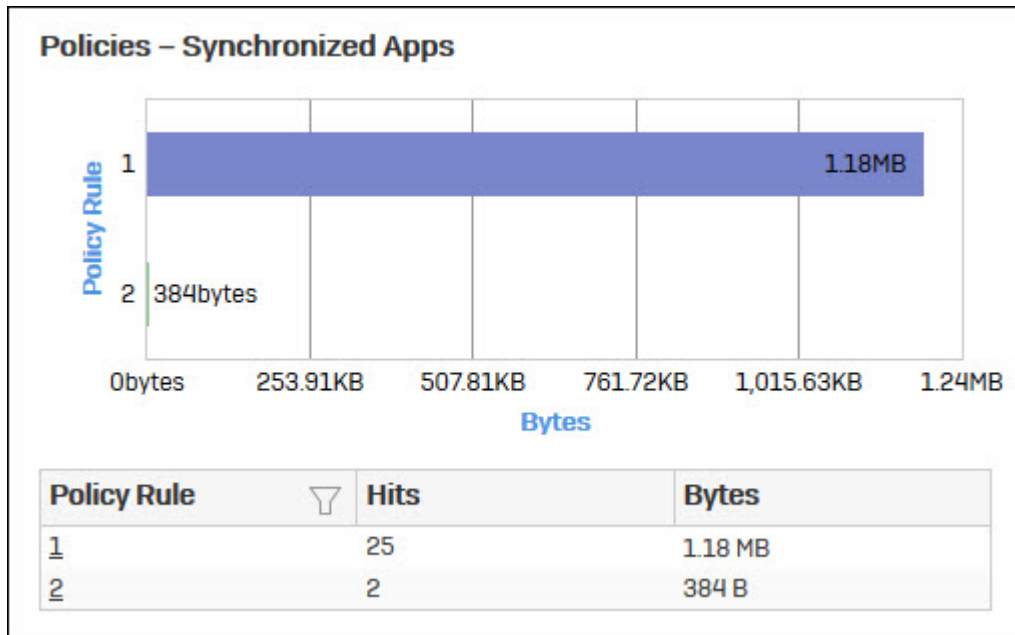 Policies – Synchronized Apps
Policy Rule
1
1.18MB
2
384bytes
0bytes 253.91KB 507.81KB 761.72KB 1,015.63KB 1.24MB
Bytes
Policy Rule Hits Bytes
1 25 1.18 MB
2 2 384 B